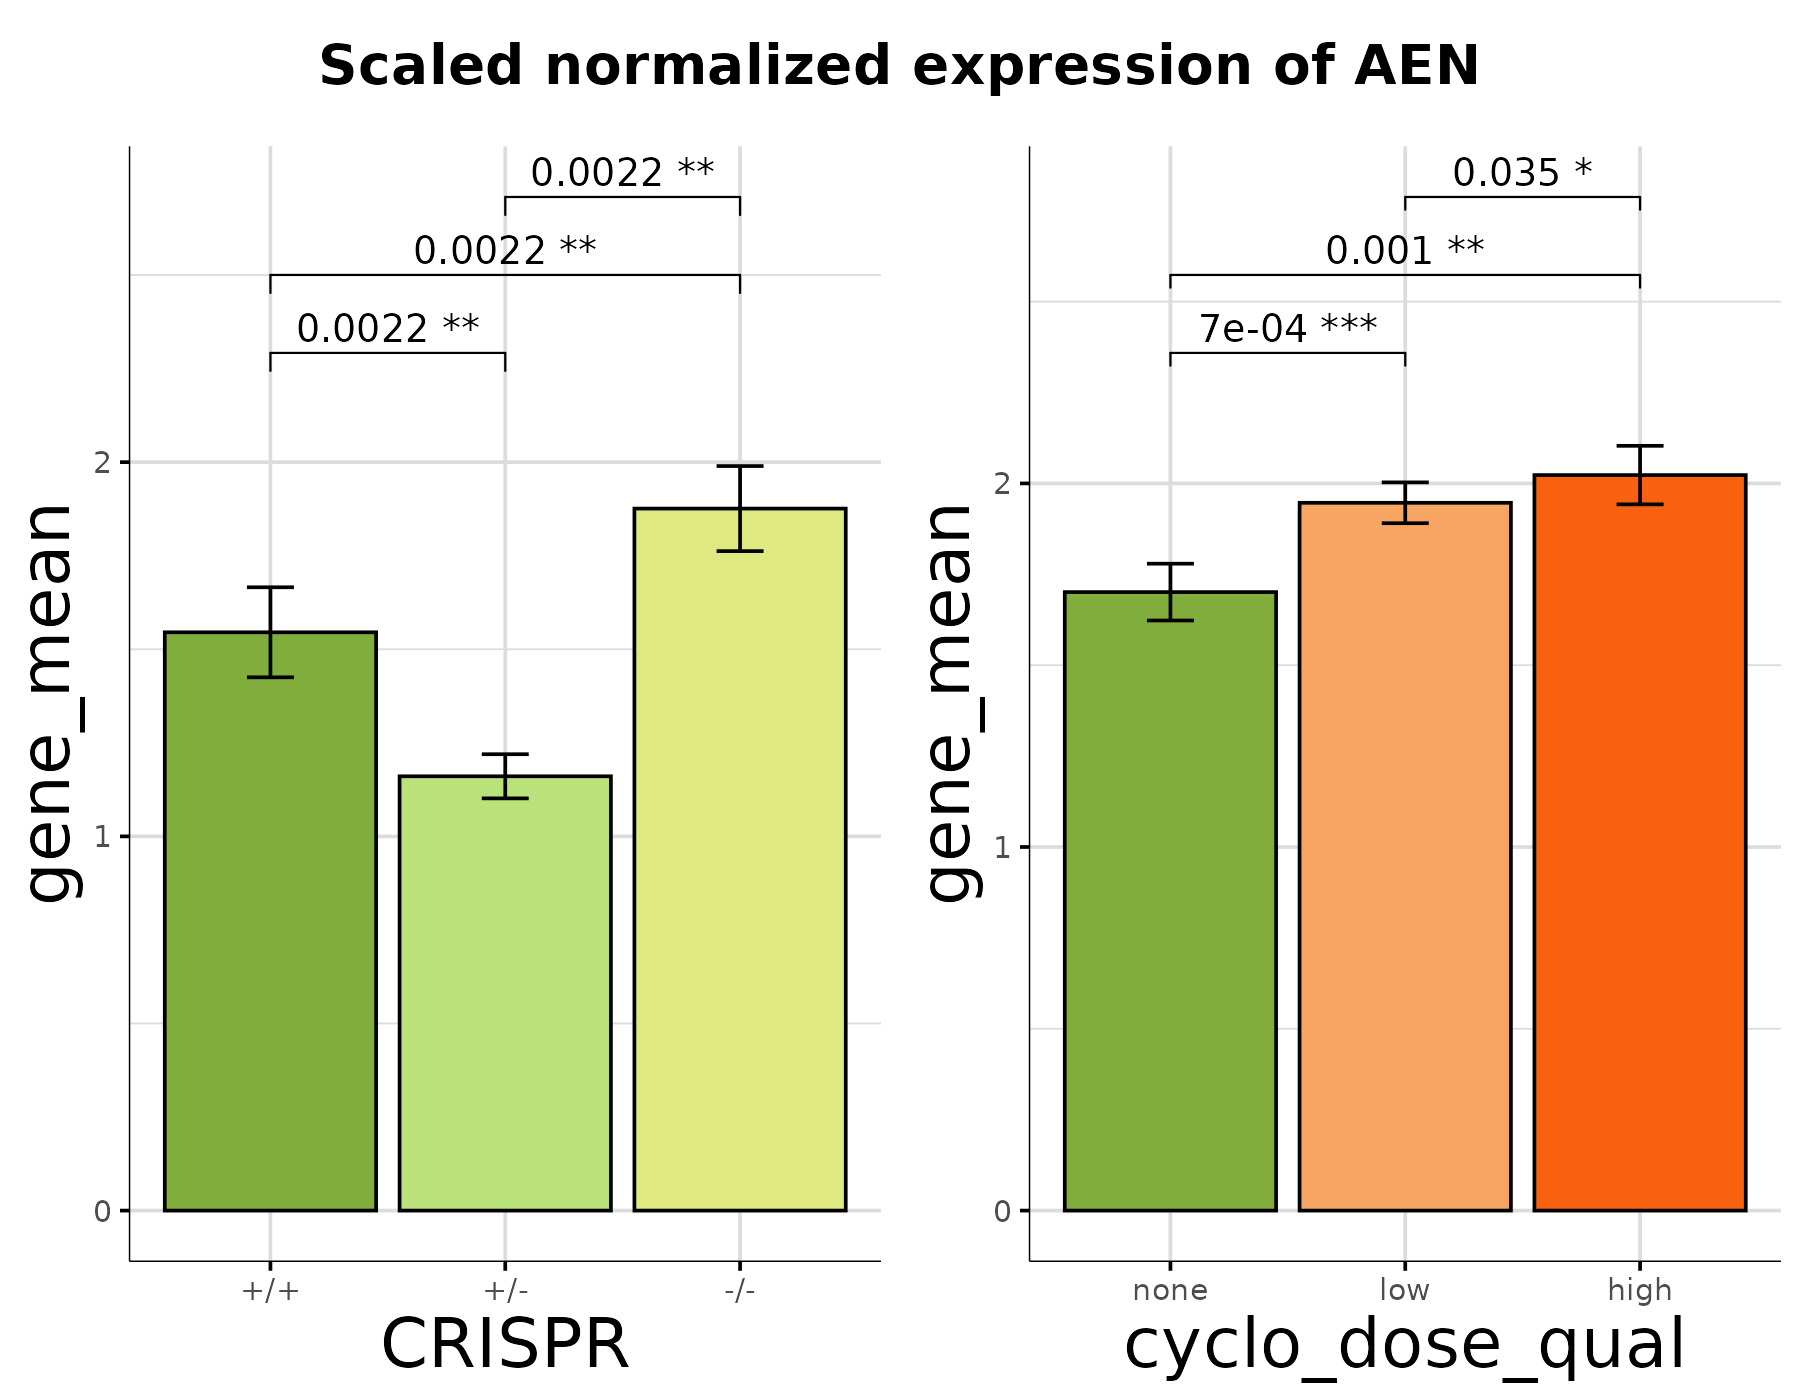 Scaled normalized expression of AEN
0.0022 **
0.0022 **
0.0022 **
gene_mean
2
1
0
+/+ +/- -/-
CRISPR
0.035 *
0.001 **
7e-04 ***
gene_mean
2
1
0
none low high
cyclo_dose_qual